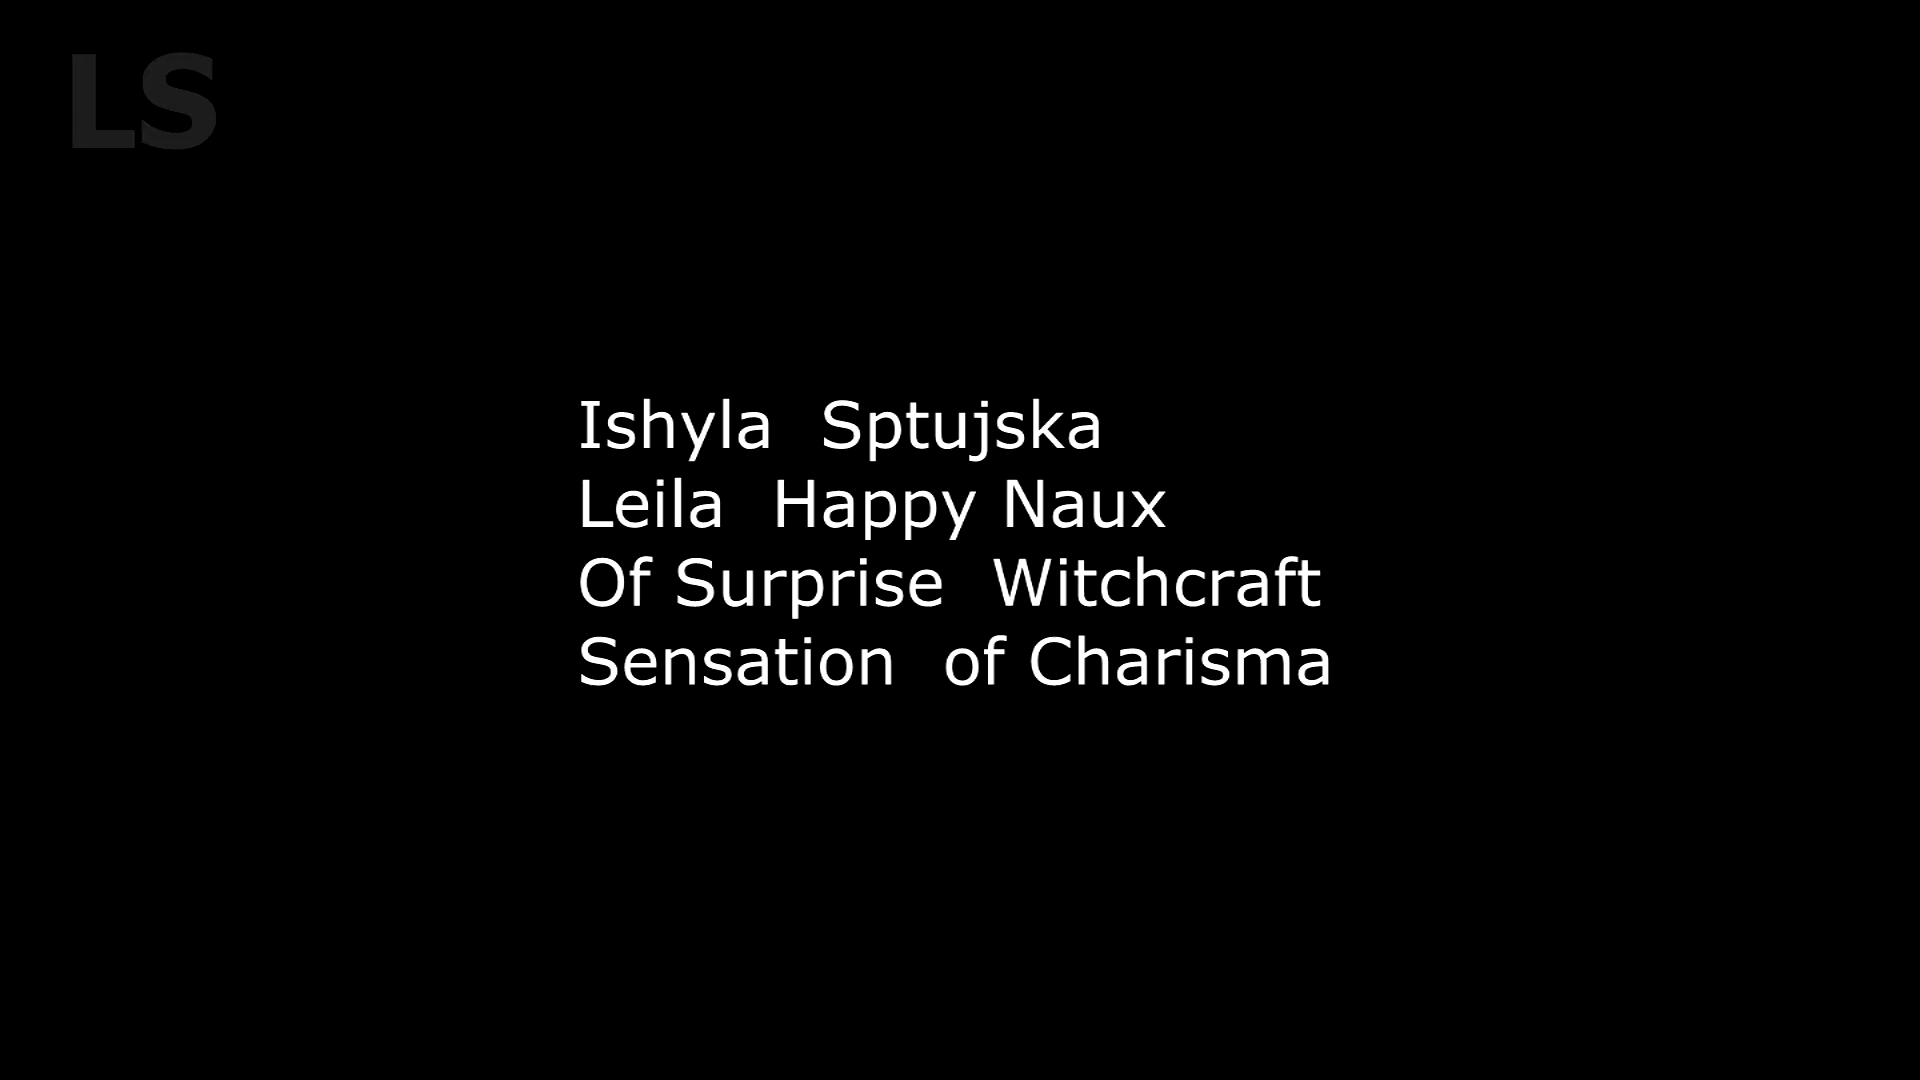 LS
Ishyla  Sptujska
Leila  Happy Naux
Of Surprise  Witchcraft
Sensation  of Charisma